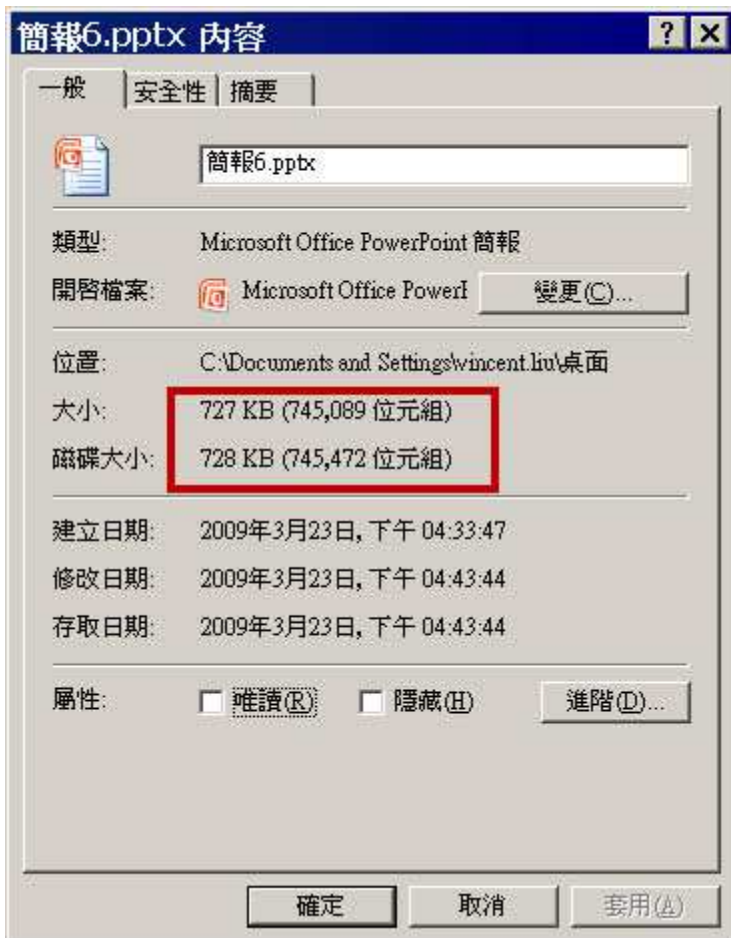 簡報6.pptx 內容
一般 安全性 摘要
簡報6.pptx
類型: Microsoft Office PowerPoint 簡報
開啓檔案: Microsoft Office PowerI 變更(C)...
位置: C:\Documents and Settings\wincent.liu\桌面
大小: 727 KB (745,089 位元組)
磁碟大小: 728 KB (745,472 位元組)
建立日期: 2009年3月23日, 下午 04:33:47
修改日期: 2009年3月23日, 下午 04:43:44
存取日期: 2009年3月23日, 下午 04:43:44
屬性: 唯讀(R) 隱藏(H) 進階(D)...
確定 取消 套用(A)